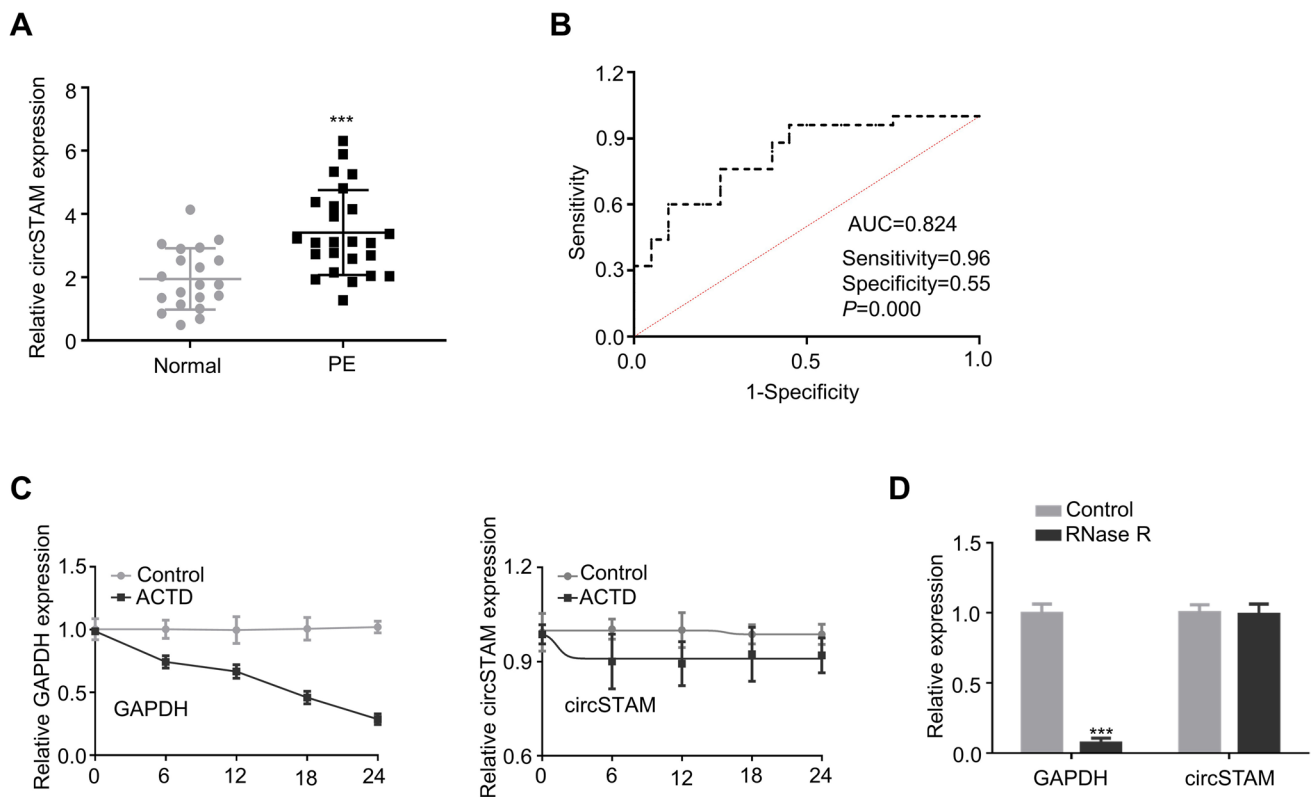 A
Relative circSTAM expression
8
6
4
2
0
***
Normal
PE
B
Sensitivity
1.2
0.9
0.6
0.3
0.0
0.0
0.5
1.0
1-Specificity
AUC=0.824
Sensitivity=0.96
Specificity=0.55
P=0.000
C
Relative GAPDH expression
1.5
1.0
0.5
0.0
Control
ACTD
GAPDH
0
6
12
18
24
Relative circSTAM expression
1.2
0.9
0.6
Control
ACTD
circSTAM
0
6
12
18
24
D
Control
RNase R
Relative expression
1.5
1.0
0.5
0.0
***
GAPDH
circSTAM